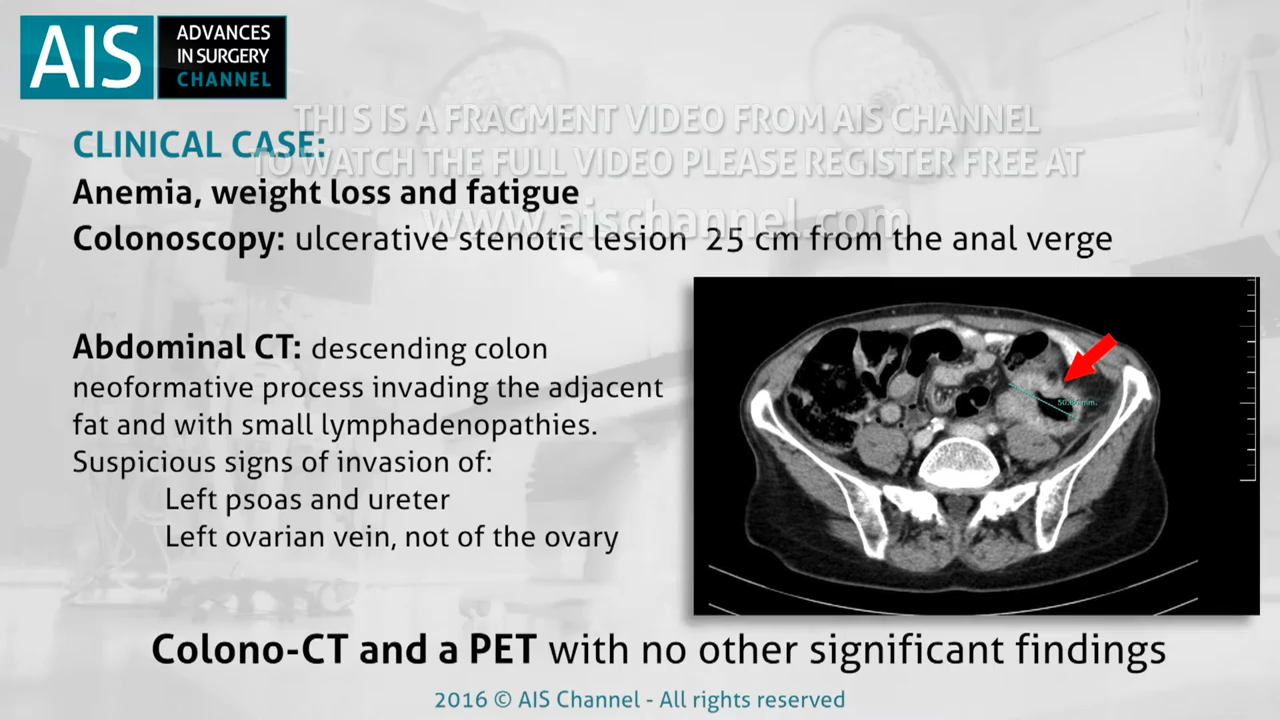 AIS
ADVANCES
IN SURGERY
CHANNEL
THIS IS A FRAGMENT VIDEO FROM AIS CHANNEL
TO WATCH THE FULL VIDEO PLEASE REGISTER FREE AT
www.aischannel.com
CLINICAL CASE:
Anemia, weight loss and fatigue
Colonoscopy: ulcerative stenotic lesion 25 cm from the anal verge
Abdominal CT: descending colon
neoformative process invading the adjacent
fat and with small lymphadenopathies.
Suspicious signs of invasion of:
Left psoas and ureter
Left ovarian vein, not of the ovary
Colono-CT and a PET with no other significant findings
2016 © AIS Channel - All rights reserved